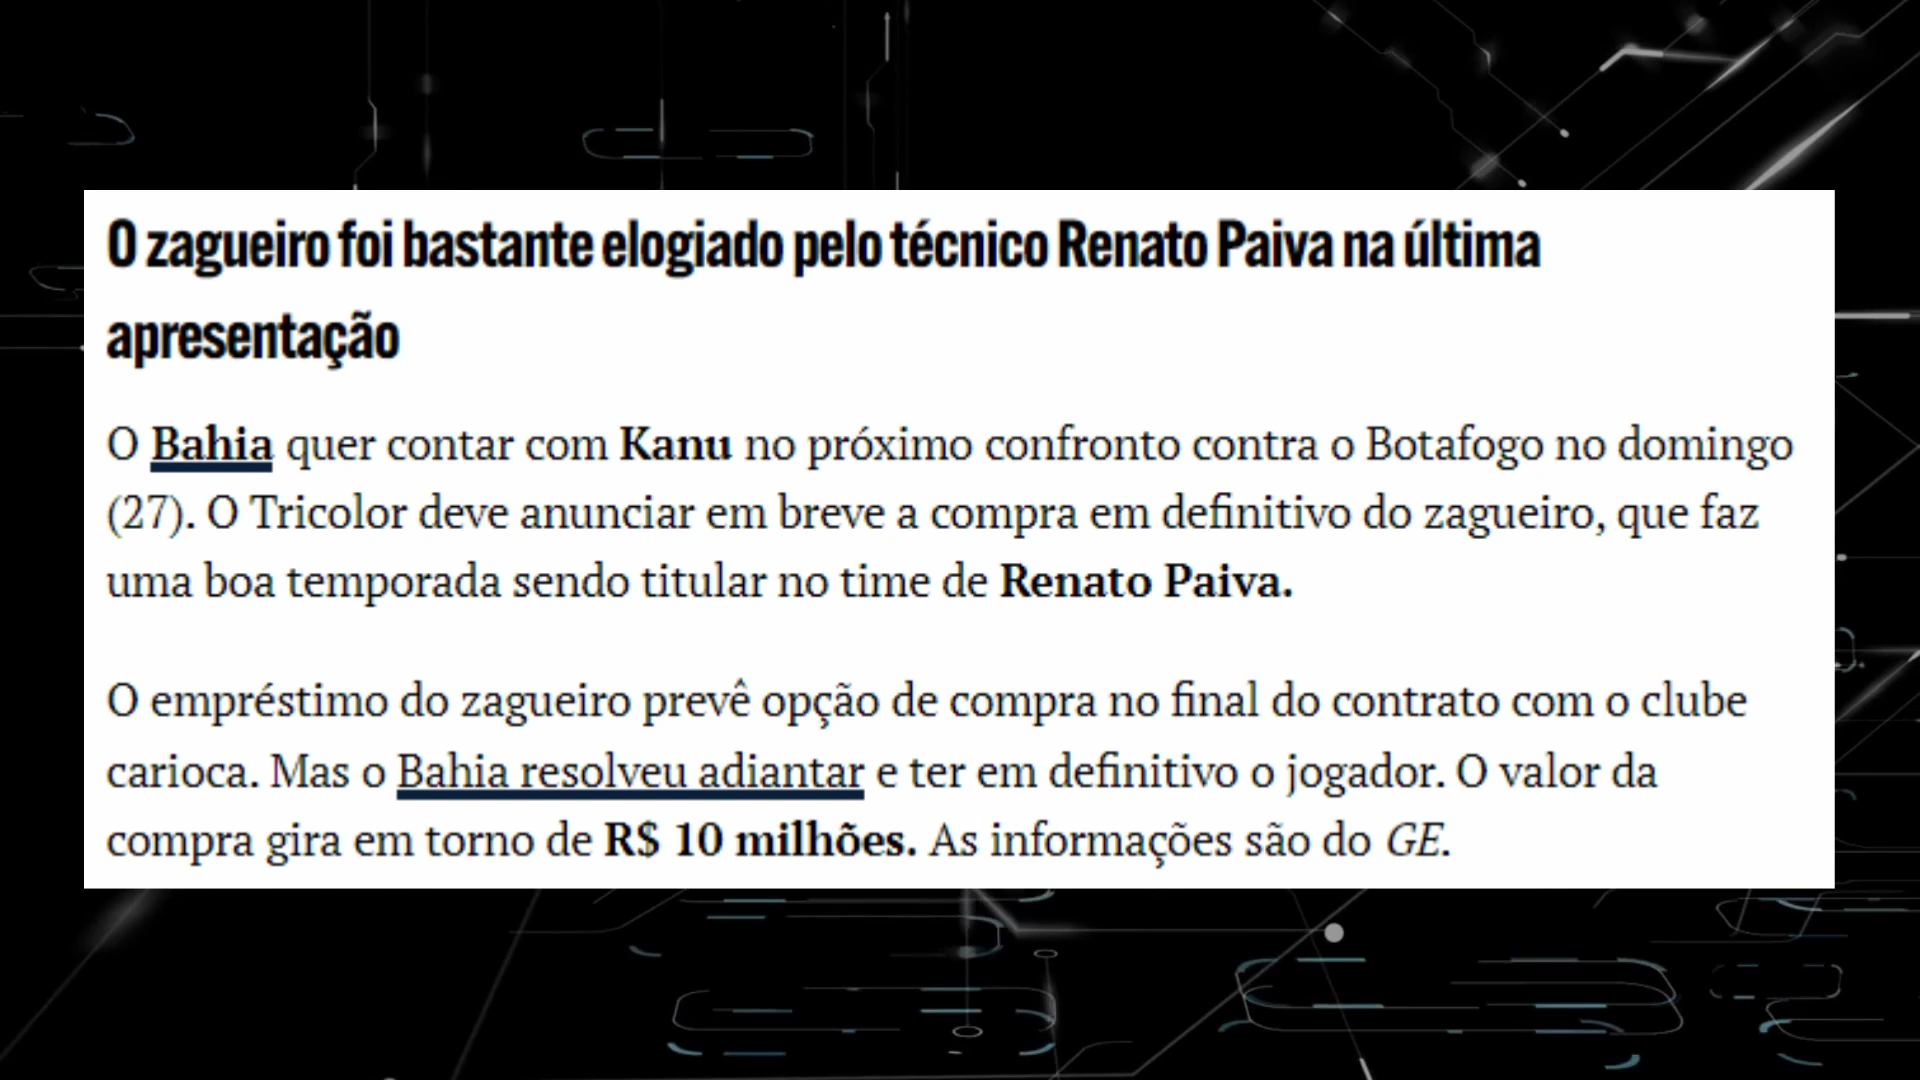 O zagueiro foi bastante elogiado pelo técnico Renato Paiva na última
apresentação
O Bahia quer contar com Kanu no próximo confronto contra o Botafogo no domingo
(27). O Tricolor deve anunciar em breve a compra em definitivo do zagueiro, que faz
uma boa temporada sendo titular no time de Renato Paiva.
O empréstimo do zagueiro prevê opção de compra no final do contrato com o clube
carioca. Mas o Bahia resolveu adiantar e ter em definitivo o jogador. O valor da
compra gira em torno de R$ 10 milhões. As informações são do GE.